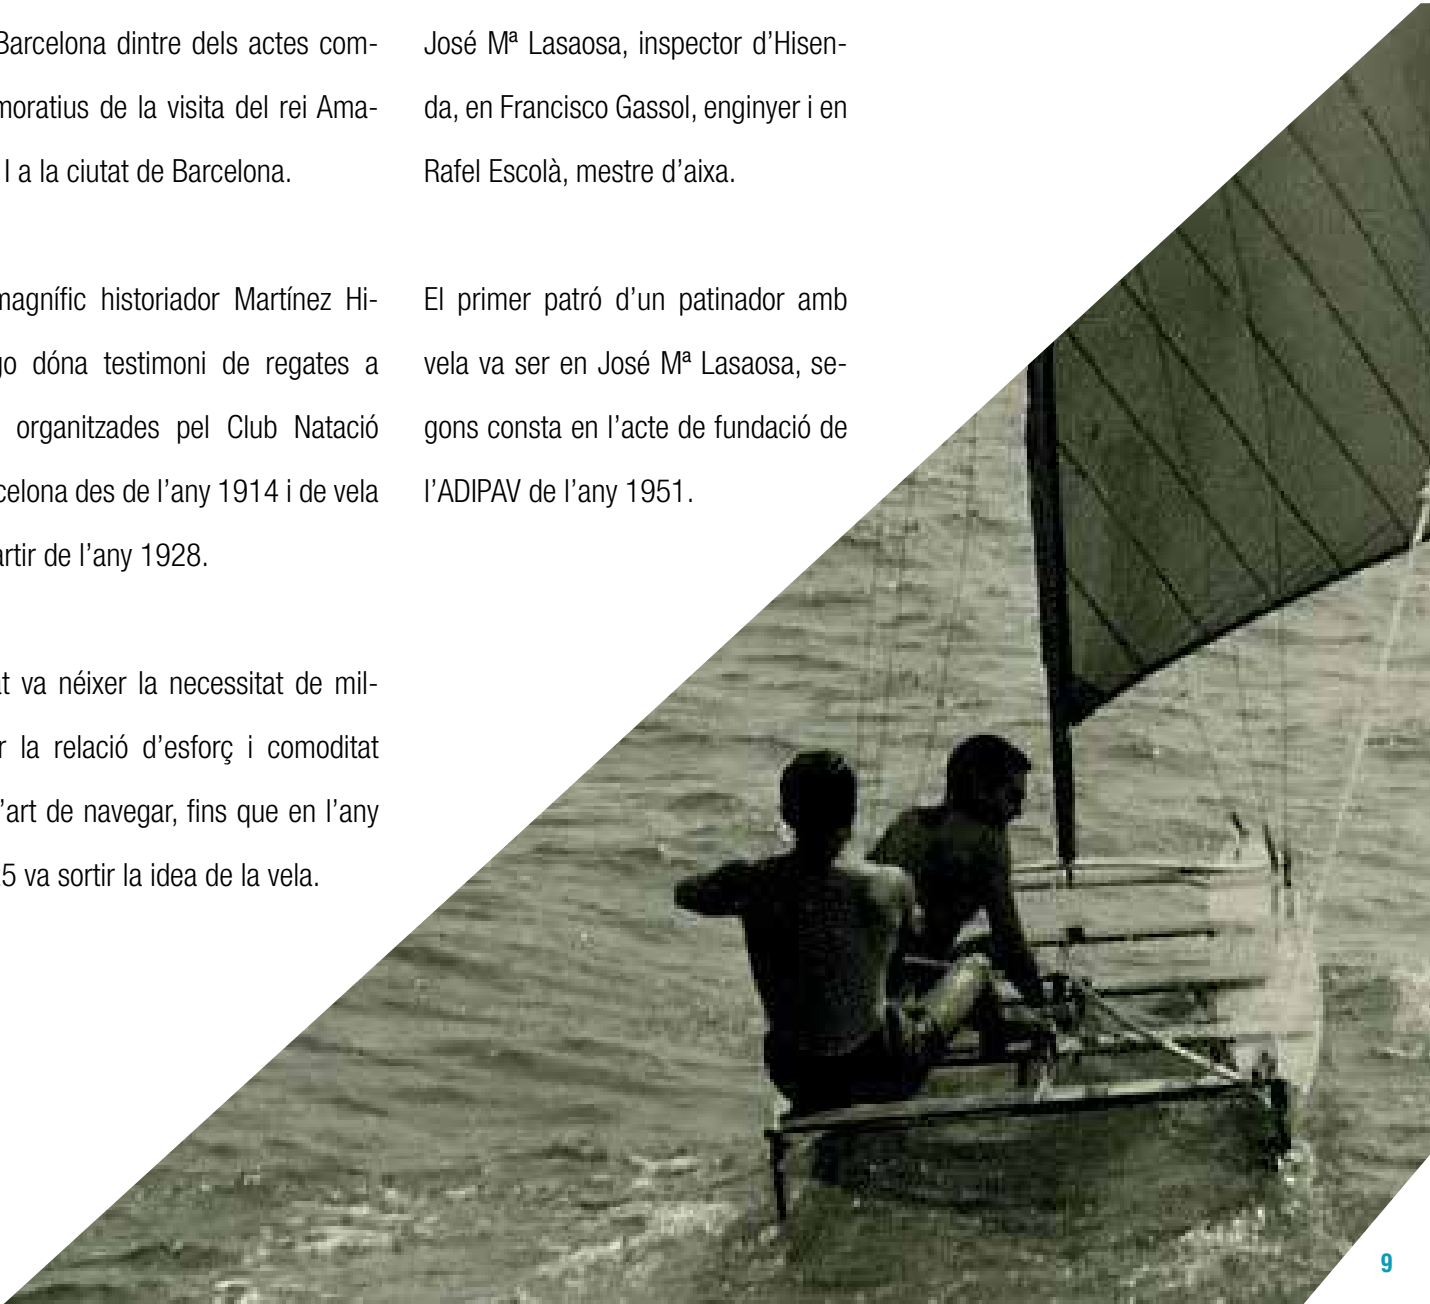 Barcelona dintre dels actes com-
moratius de la visita del rei Ama-
I a la ciutat de Barcelona.
magnífic historiador Martínez Hi-
go dóna testimoni de regates a
organitzades pel Club Natació
celona des de l’any 1914 i de vela
artir de l’any 1928.
at va néixer la necessitat de mil-
r la relació d’esforç i comoditat
’art de navegar, fins que en l’any
5 va sortir la idea de la vela.
José Mª Lasaosa, inspector d’Hisen-
da, en Francisco Gassol, enginyer i en
Rafel Escolà, mestre d’aixa.
El primer patró d’un patinador amb
vela va ser en José Mª Lasaosa, se-
gons consta en l’acte de fundació de
l’ADIPAV de l’any 1951.
9